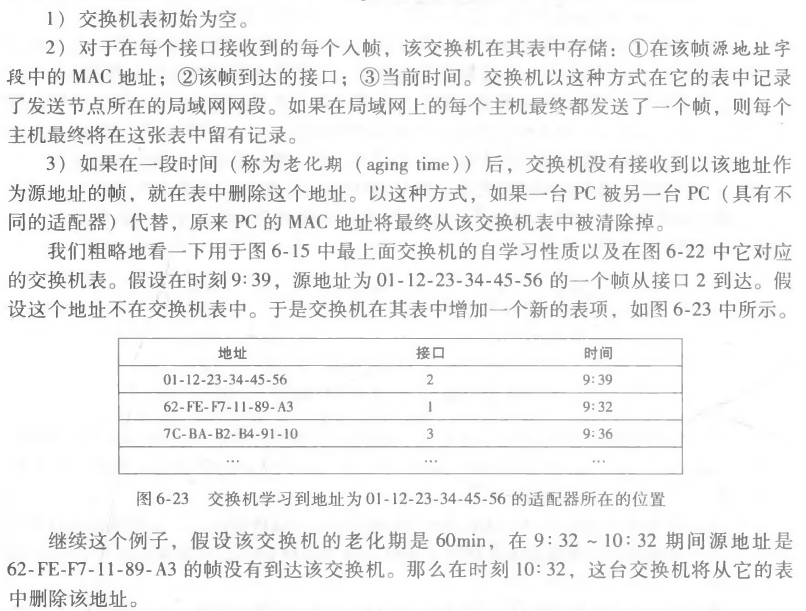 1）交换机表初始为空。
2）对于在每个接口接收到的每个入帧，该交换机在其表中存储：①在该帧源地址字
段中的 MAC 地址；②该帧到达的接口；③当前时间。交换机以这种方式在它的表中记录
了发送节点所在的局域网网段。如果在局域网上的每个主机最终都发送了一个帧，则每个
主机最终将在这张表中留有记录。
3）如果在一段时间（称为老化期（aging time））后，交换机没有接收到以该地址作
为源地址的帧，就在表中删除这个地址。以这种方式，如果一台 PC 被另一台 PC（具有不
同的适配器）代替，原来 PC 的 MAC 地址将最终从该交换机表中被清除掉。
我们粗略地看一下用于图 6-15 中最上面交换机的自学习性质以及在图 6-22 中它对应
的交换机表。假设在时刻 9：39，源地址为 01-12-23-34-45-56 的一个帧从接口 2 到达。假
设这个地址不在交换机表中。于是交换机在其表中增加一个新的表项，如图 6-23 中所示。
地址 接口 时间
01-12-23-34-45-56 2 9：39
62-FE-F7-11-89-A3 1 9：32
7C-BA-B2-B4-91-10 3 9：36
… … …
图 6-23 交换机学习到地址为 01-12-23-34-45-56 的适配器所在的位置
继续这个例子，假设该交换机的老化期是 60min，在 9：32 ~ 10：32 期间源地址是
62-FE-F7-11-89-A3 的帧没有到达该交换机。那么在时刻 10：32，这台交换机将从它的表
中删除该地址。